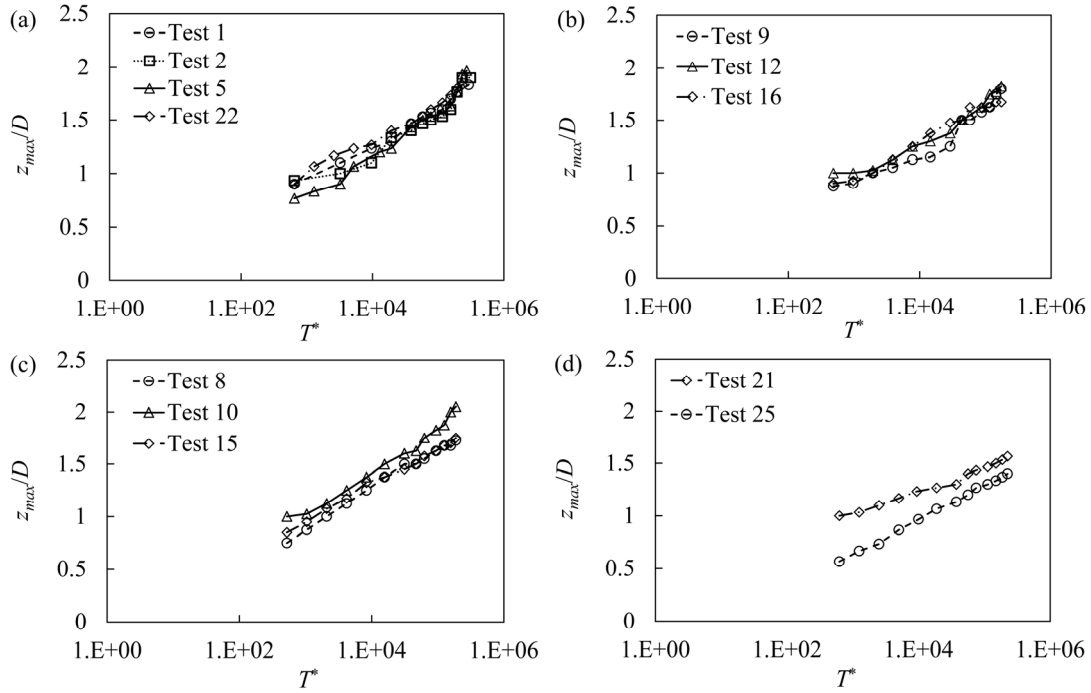 (a)
Test 1
Test 2
Test 5
Test 22
2.5
2
1.5
1
0.5
0
z_max/D
1.E+00 1.E+02 1.E+04 1.E+06
T*
(b)
Test 9
Test 12
Test 16
2.5
2
1.5
1
0.5
0
z_max/D
1.E+00 1.E+02 1.E+04 1.E+06
T*
(c)
Test 8
Test 10
Test 15
2.5
2
1.5
1
0.5
0
z_max/D
1.E+00 1.E+02 1.E+04 1.E+06
T*
(d)
Test 21
Test 25
2.5
2
1.5
1
0.5
0
z_max/D
1.E+00 1.E+02 1.E+04 1.E+06
T*